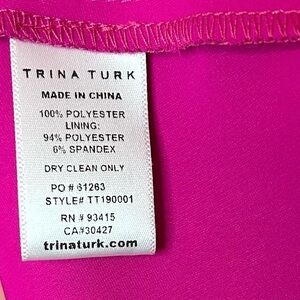 TRINA TURK
MADE IN CHINA
100% POLYESTER
LINING:
94% POLYESTER
6% SPANDEX
DRY CLEAN ONLY
PO # 61263
STYLE# TT190001
RN # 93415
CA#30427
trinaturk.com